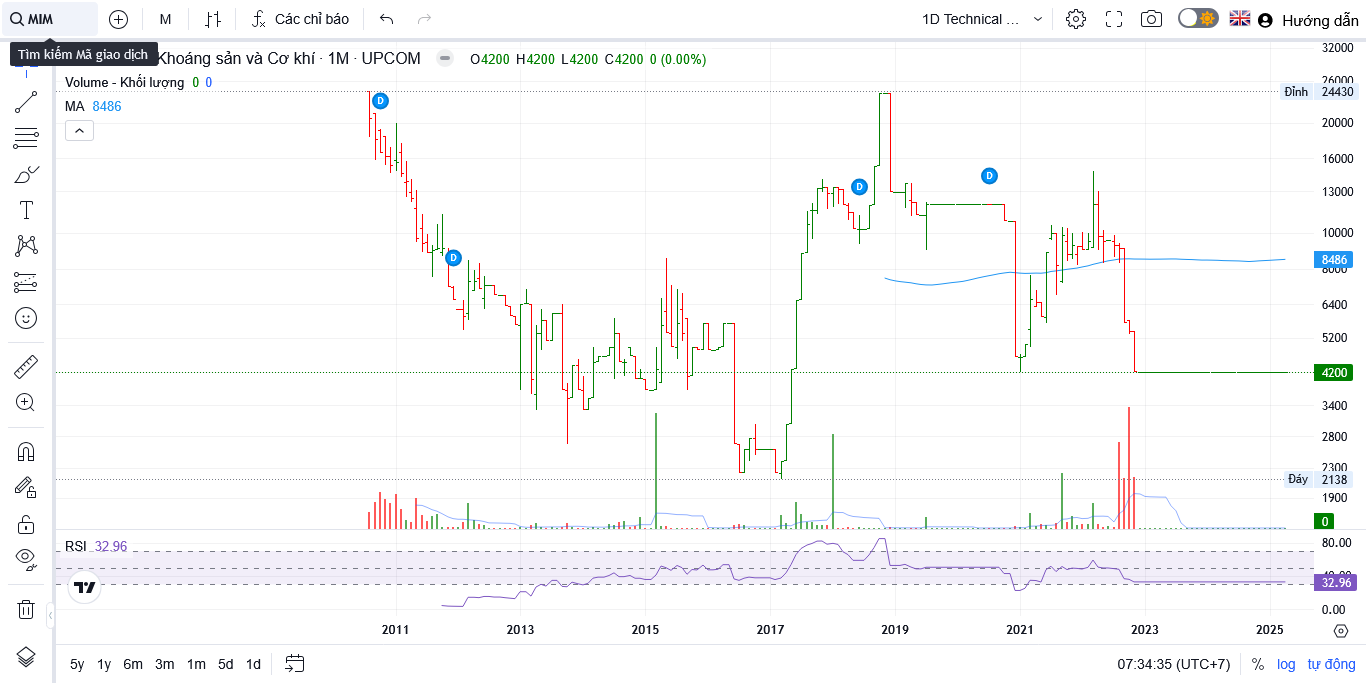 MIM
M
Các chỉ báo
1D Technical ...
Hướng dẫn
Tìm kiếm Mã giao dịch
Khoáng sản và Cơ khí · 1M · UPCOM
O4200 H4200 L4200 C4200 0 (0.00%)
Volume - Khối lượng 0 0
MA 8486
32000
26000
Đỉnh 24430
20000
16000
13000
10000
8486
8000
6400
5200
4200
3400
2800
2300
Đáy 2138
1900
0
D
D
D
D
RSI 32.96
80.00
40.00
32.96
0.00
2011 2013 2015 2017 2019 2021 2023 2025
5y 1y 6m 3m 1m 5d 1d
07:34:35 (UTC+7) % log tự động